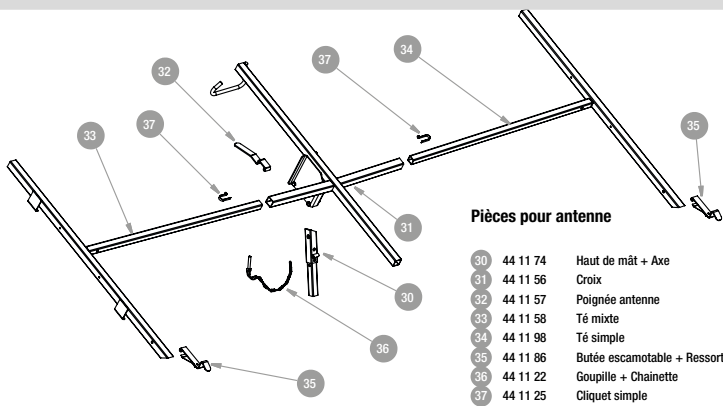 34
37
32
35
37
33
31
Pièces pour antenne
30 44 11 74 Haut de mât + Axe
31 44 11 56 Croix
32 44 11 57 Poignée antenne
33 44 11 58 Té mixte
34 44 11 98 Té simple
35 44 11 86 Butée escamotable + Ressort
36 44 11 22 Goupille + Chainette
37 44 11 25 Cliquet simple
30
36
35